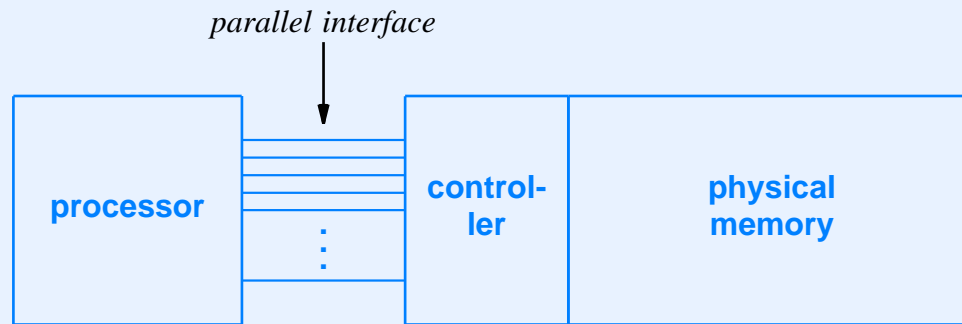 parallel interface
processor
control-
ler
physical
memory